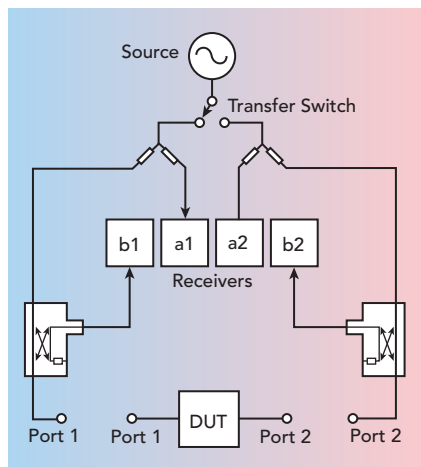 Source
Transfer Switch
b1 a1 a2 b2
Receivers
Port 1 Port 1 DUT Port 2 Port 2